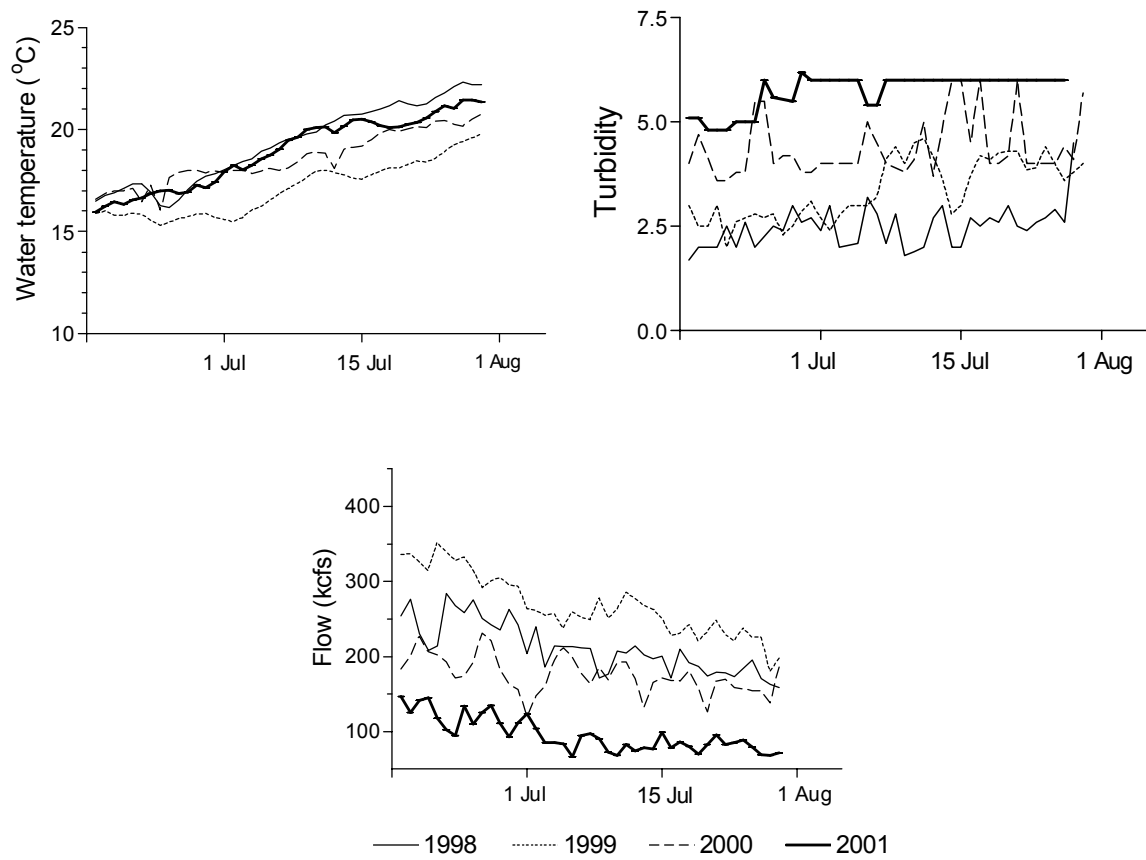 Water temperature (°C)
25
20
15
10
1 Jul
15 Jul
1 Aug
Turbidity
7.5
5.0
2.5
0.0
1 Jul
15 Jul
1 Aug
Flow (kcfs)
400
300
200
100
1 Jul
15 Jul
1 Aug
1998
1999
2000
2001